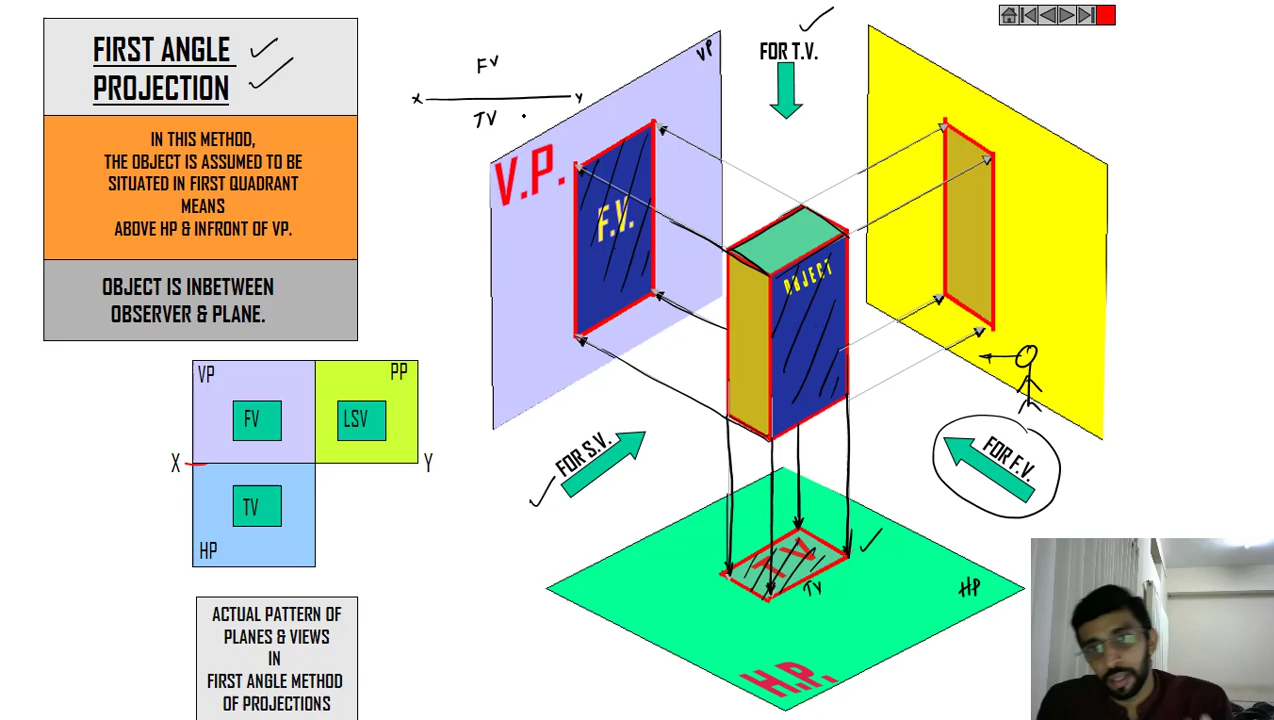 FIRST ANGLE
PROJECTION
IN THIS METHOD,
THE OBJECT IS ASSUMED TO BE
SITUATED IN FIRST QUADRANT
MEANS
ABOVE HP & INFRONT OF VP.
OBJECT IS INBETWEEN
OBSERVER & PLANE.
VP
PP
FV
LSV
X
Y
TV
HP
ACTUAL PATTERN OF
PLANES & VIEWS
IN
FIRST ANGLE METHOD
OF PROJECTIONS
FV
X
Y
TV
VP
V.P.
F.V.
FOR T.V.
OBJECT
FOR S.V.
FOR F.V.
TV
TV
HP
H.P.